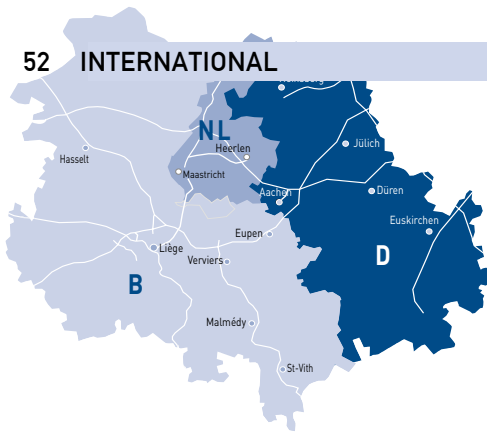 52 INTERNATIONAL
NL
Jülich
Heerlen
Hasselt
Maastricht
Aachen
Düren
Euskirchen
Eupen
Liège
D
Verviers
B
Malmédy
St-Vith